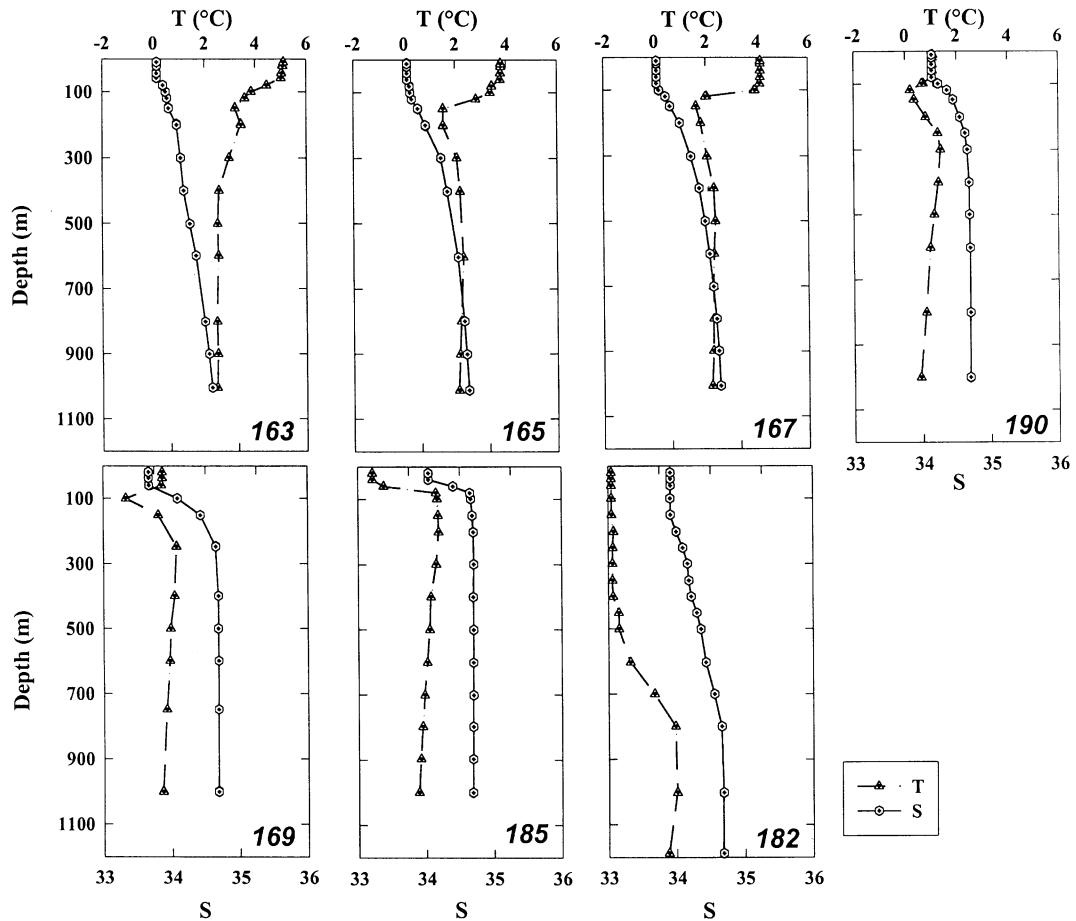 T (°C) T (°C) T (°C) T (°C)
-2 0 2 4 6 -2 0 2 4 6 -2 0 2 4 6 -2 0 2 4 6
100
300
500
700
900
1100
Depth (m)
163 165 167 190
33 34 35 36
S
100
300
500
700
900
1100
Depth (m)
169 185 182
T
S
33 34 35 36 33 34 35 36 33 34 35 36
S S S